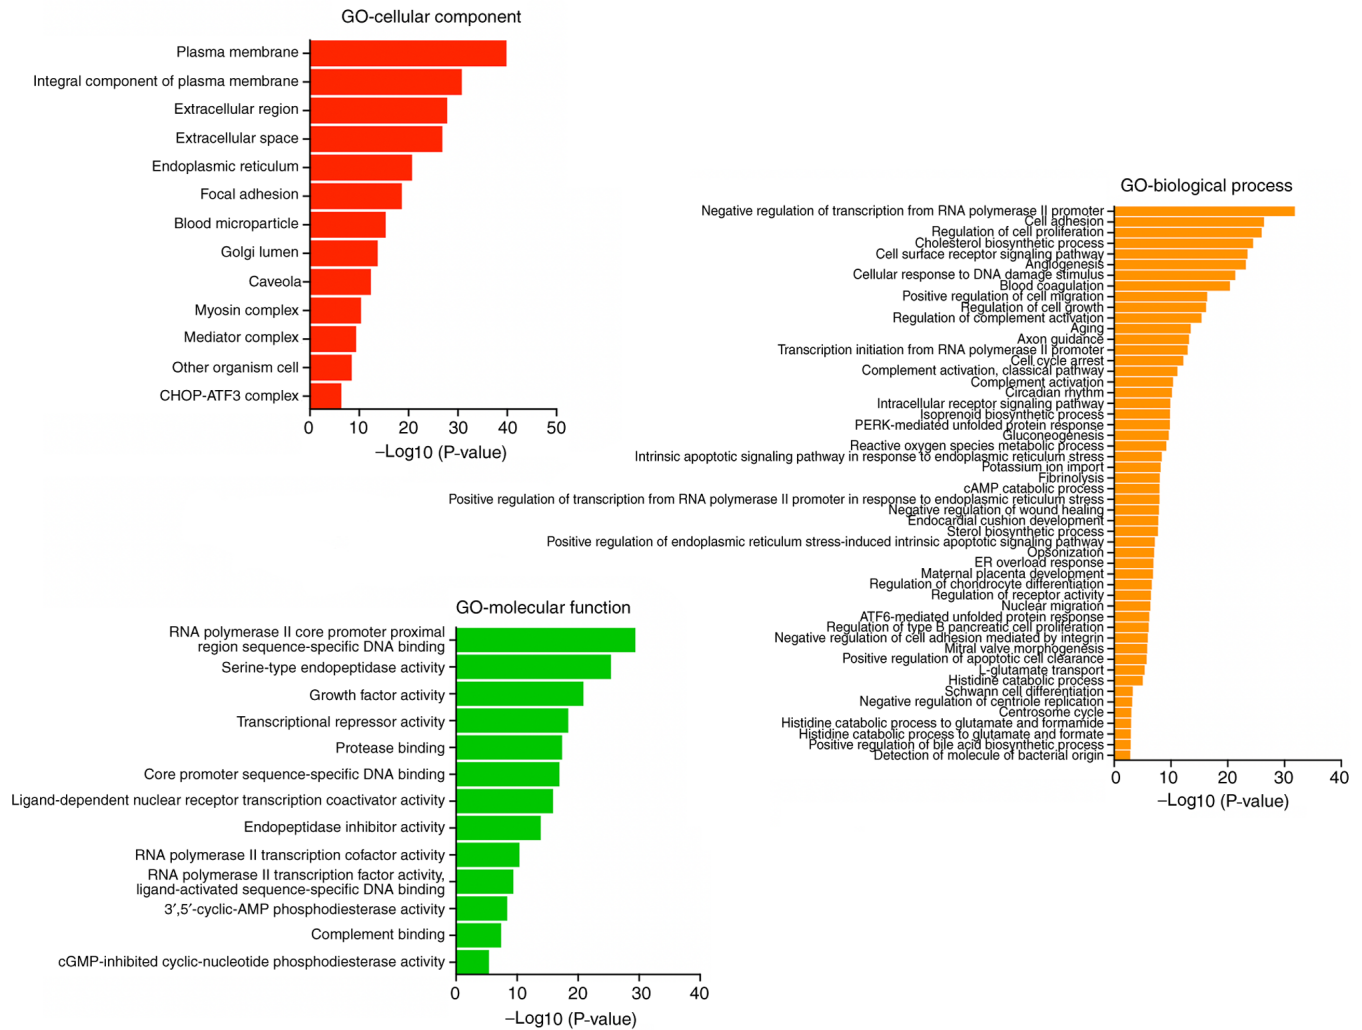 GO-cellular component
Plasma membrane
Integral component of plasma membrane
Extracellular region
Extracellular space
Endoplasmic reticulum
Focal adhesion
Blood microparticle
Golgi lumen
Caveola
Myosin complex
Mediator complex
Other organism cell
CHOP-ATF3 complex
0 10 20 30 40 50
−Log10 (P-value)
GO-biological process
Negative regulation of transcription from RNA polymerase II promoter
Cell adhesion
Regulation of cell proliferation
Cholesterol biosynthetic process
Cell surface receptor signaling pathway
Angiogenesis
Cellular response to DNA damage stimulus
Blood coagulation
Positive regulation of cell migration
Regulation of cell growth
Regulation of complement activation
Aging
Axon guidance
Transcription initiation from RNA polymerase II promoter
Cell cycle arrest
Complement activation, classical pathway
Complement activation
Circadian rhythm
Intracellular receptor signaling pathway
Isoprenoid biosynthetic process
PERK-mediated unfolded protein response
Gluconeogenesis
Reactive oxygen species metabolic process
Intrinsic apoptotic signaling pathway in response to endoplasmic reticulum stress
Potassium ion import
Fibrinolysis
cAMP catabolic process
Positive regulation of transcription from RNA polymerase II promoter in response to endoplasmic reticulum stress
Negative regulation of wound healing
Endocardial cushion development
Sterol biosynthetic process
Positive regulation of endoplasmic reticulum stress-induced intrinsic apoptotic signaling pathway
Opsonization
ER overload response
Maternal placenta development
Regulation of chondrocyte differentiation
Regulation of receptor activity
Nuclear migration
ATF6-mediated unfolded protein response
Regulation of type B pancreatic cell proliferation
Negative regulation of cell adhesion mediated by integrin
Mitral valve morphogenesis
Positive regulation of apoptotic cell clearance
L-glutamate transport
Histidine catabolic process
Schwann cell differentiation
Negative regulation of centriole replication
Centrosome cycle
Histidine catabolic process to glutamate and formamide
Histidine catabolic process to glutamate and formate
Positive regulation of bile acid biosynthetic process
Detection of molecule of bacterial origin
0 10 20 30 40
−Log10 (P-value)
GO-molecular function
RNA polymerase II core promoter proximal
region sequence-specific DNA binding
Serine-type endopeptidase activity
Growth factor activity
Transcriptional repressor activity
Protease binding
Core promoter sequence-specific DNA binding
Ligand-dependent nuclear receptor transcription coactivator activity
Endopeptidase inhibitor activity
RNA polymerase II transcription cofactor activity
RNA polymerase II transcription factor activity,
ligand-activated sequence-specific DNA binding
3′,5′-cyclic-AMP phosphodiesterase activity
Complement binding
cGMP-inhibited cyclic-nucleotide phosphodiesterase activity
0 10 20 30 40
−Log10 (P-value)